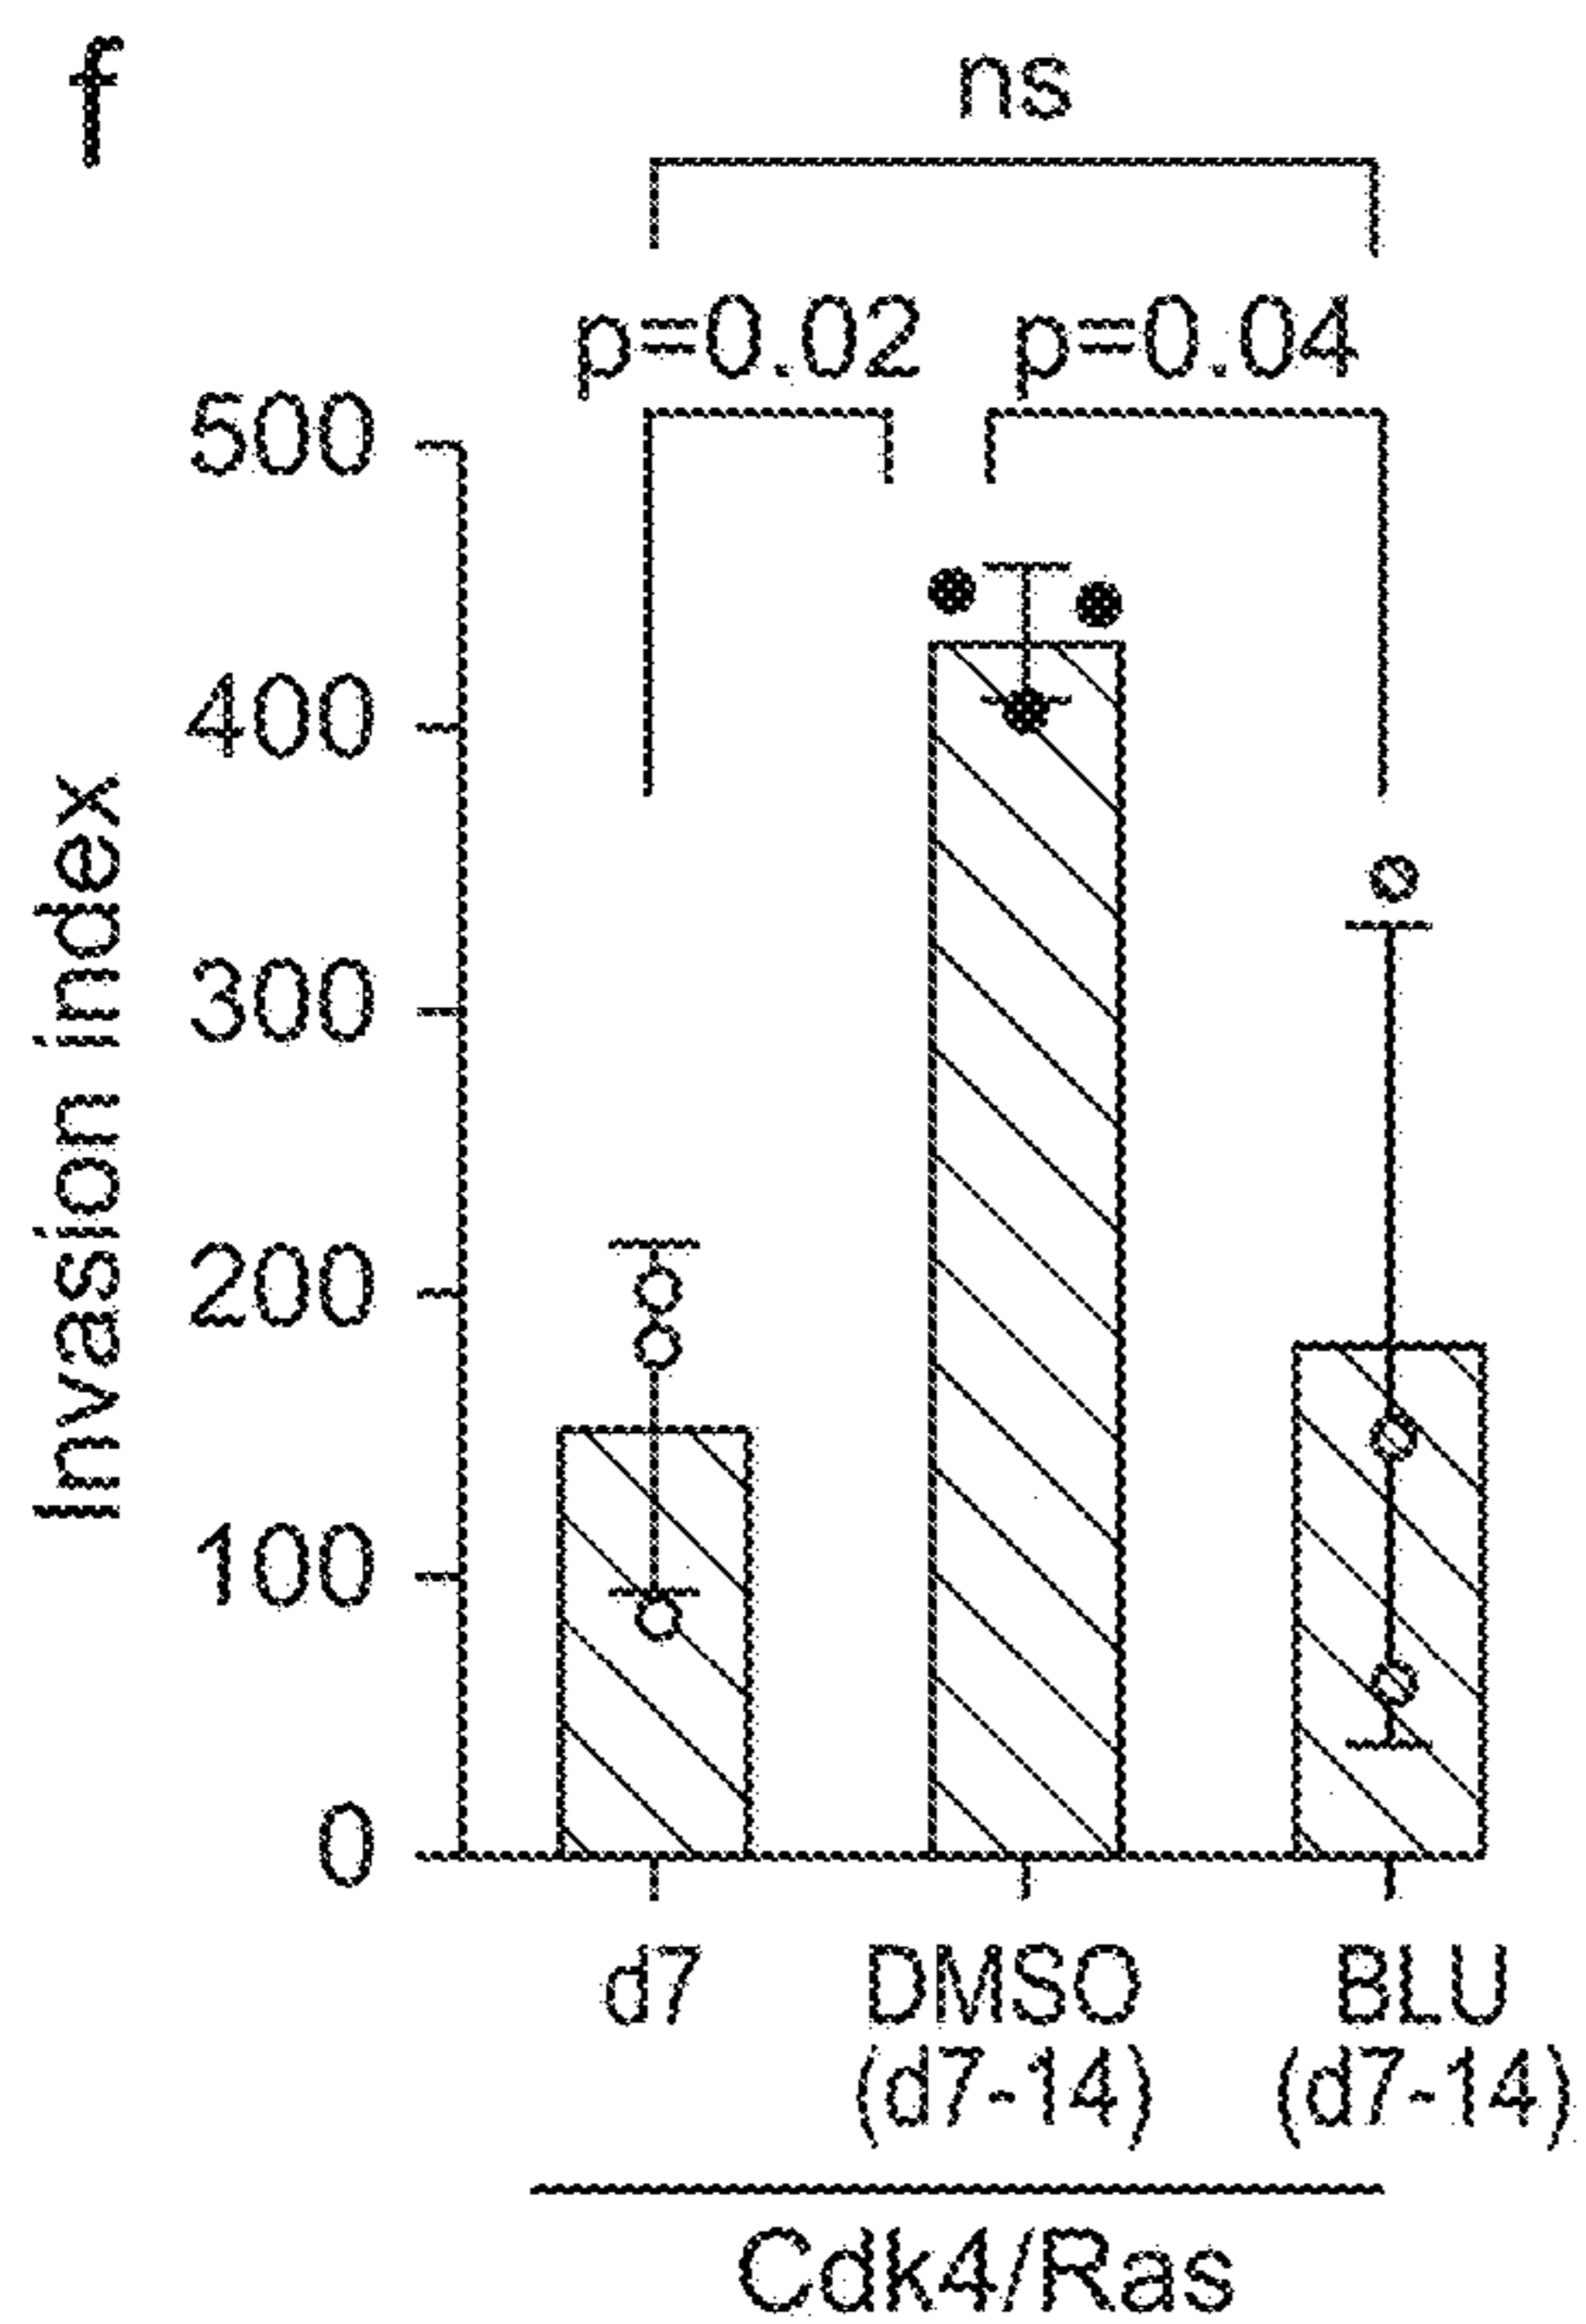 f
ns
p=0.02 p=0.04
500
400
300
200
100
0
Invasion index
d7 DMSO BLU
(d7-14) (d7-14)
Cdk4/Ras